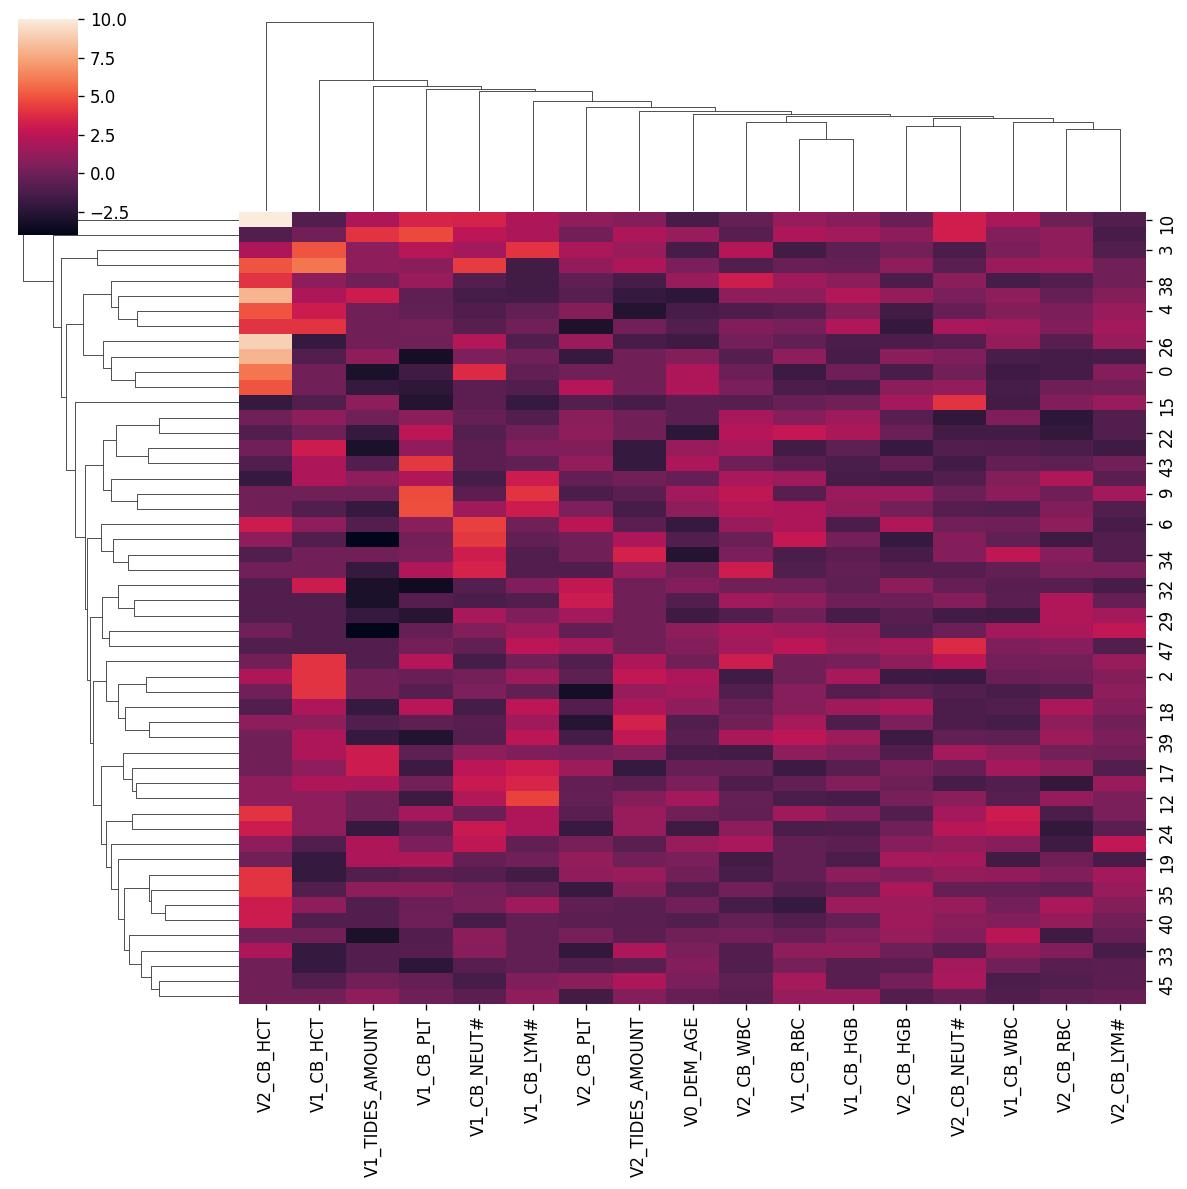 10.0
7.5
5.0
2.5
0.0
−2.5
10
3
38
4
26
0
15
22
43
9
6
34
32
29
47
2
18
39
17
12
24
19
35
40
33
45
V2_CB_HCT
V1_CB_HCT
V1_TIDES_AMOUNT
V1_CB_PLT
V1_CB_NEUT#
V1_CB_LYM#
V2_CB_PLT
V2_TIDES_AMOUNT
V0_DEM_AGE
V2_CB_WBC
V1_CB_RBC
V1_CB_HGB
V2_CB_HGB
V2_CB_NEUT#
V1_CB_WBC
V2_CB_RBC
V2_CB_LYM#